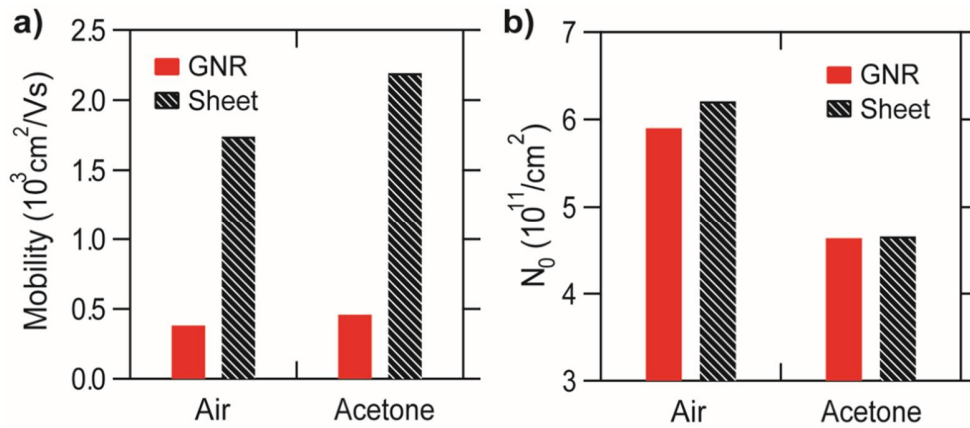 a)
Mobility (10³cm²/Vs)
2.5
2.0
1.5
1.0
0.5
0.0
GNR
Sheet
Air
Acetone
b)
N₀ (10¹¹/cm²)
7
6
5
4
3
GNR
Sheet
Air
Acetone